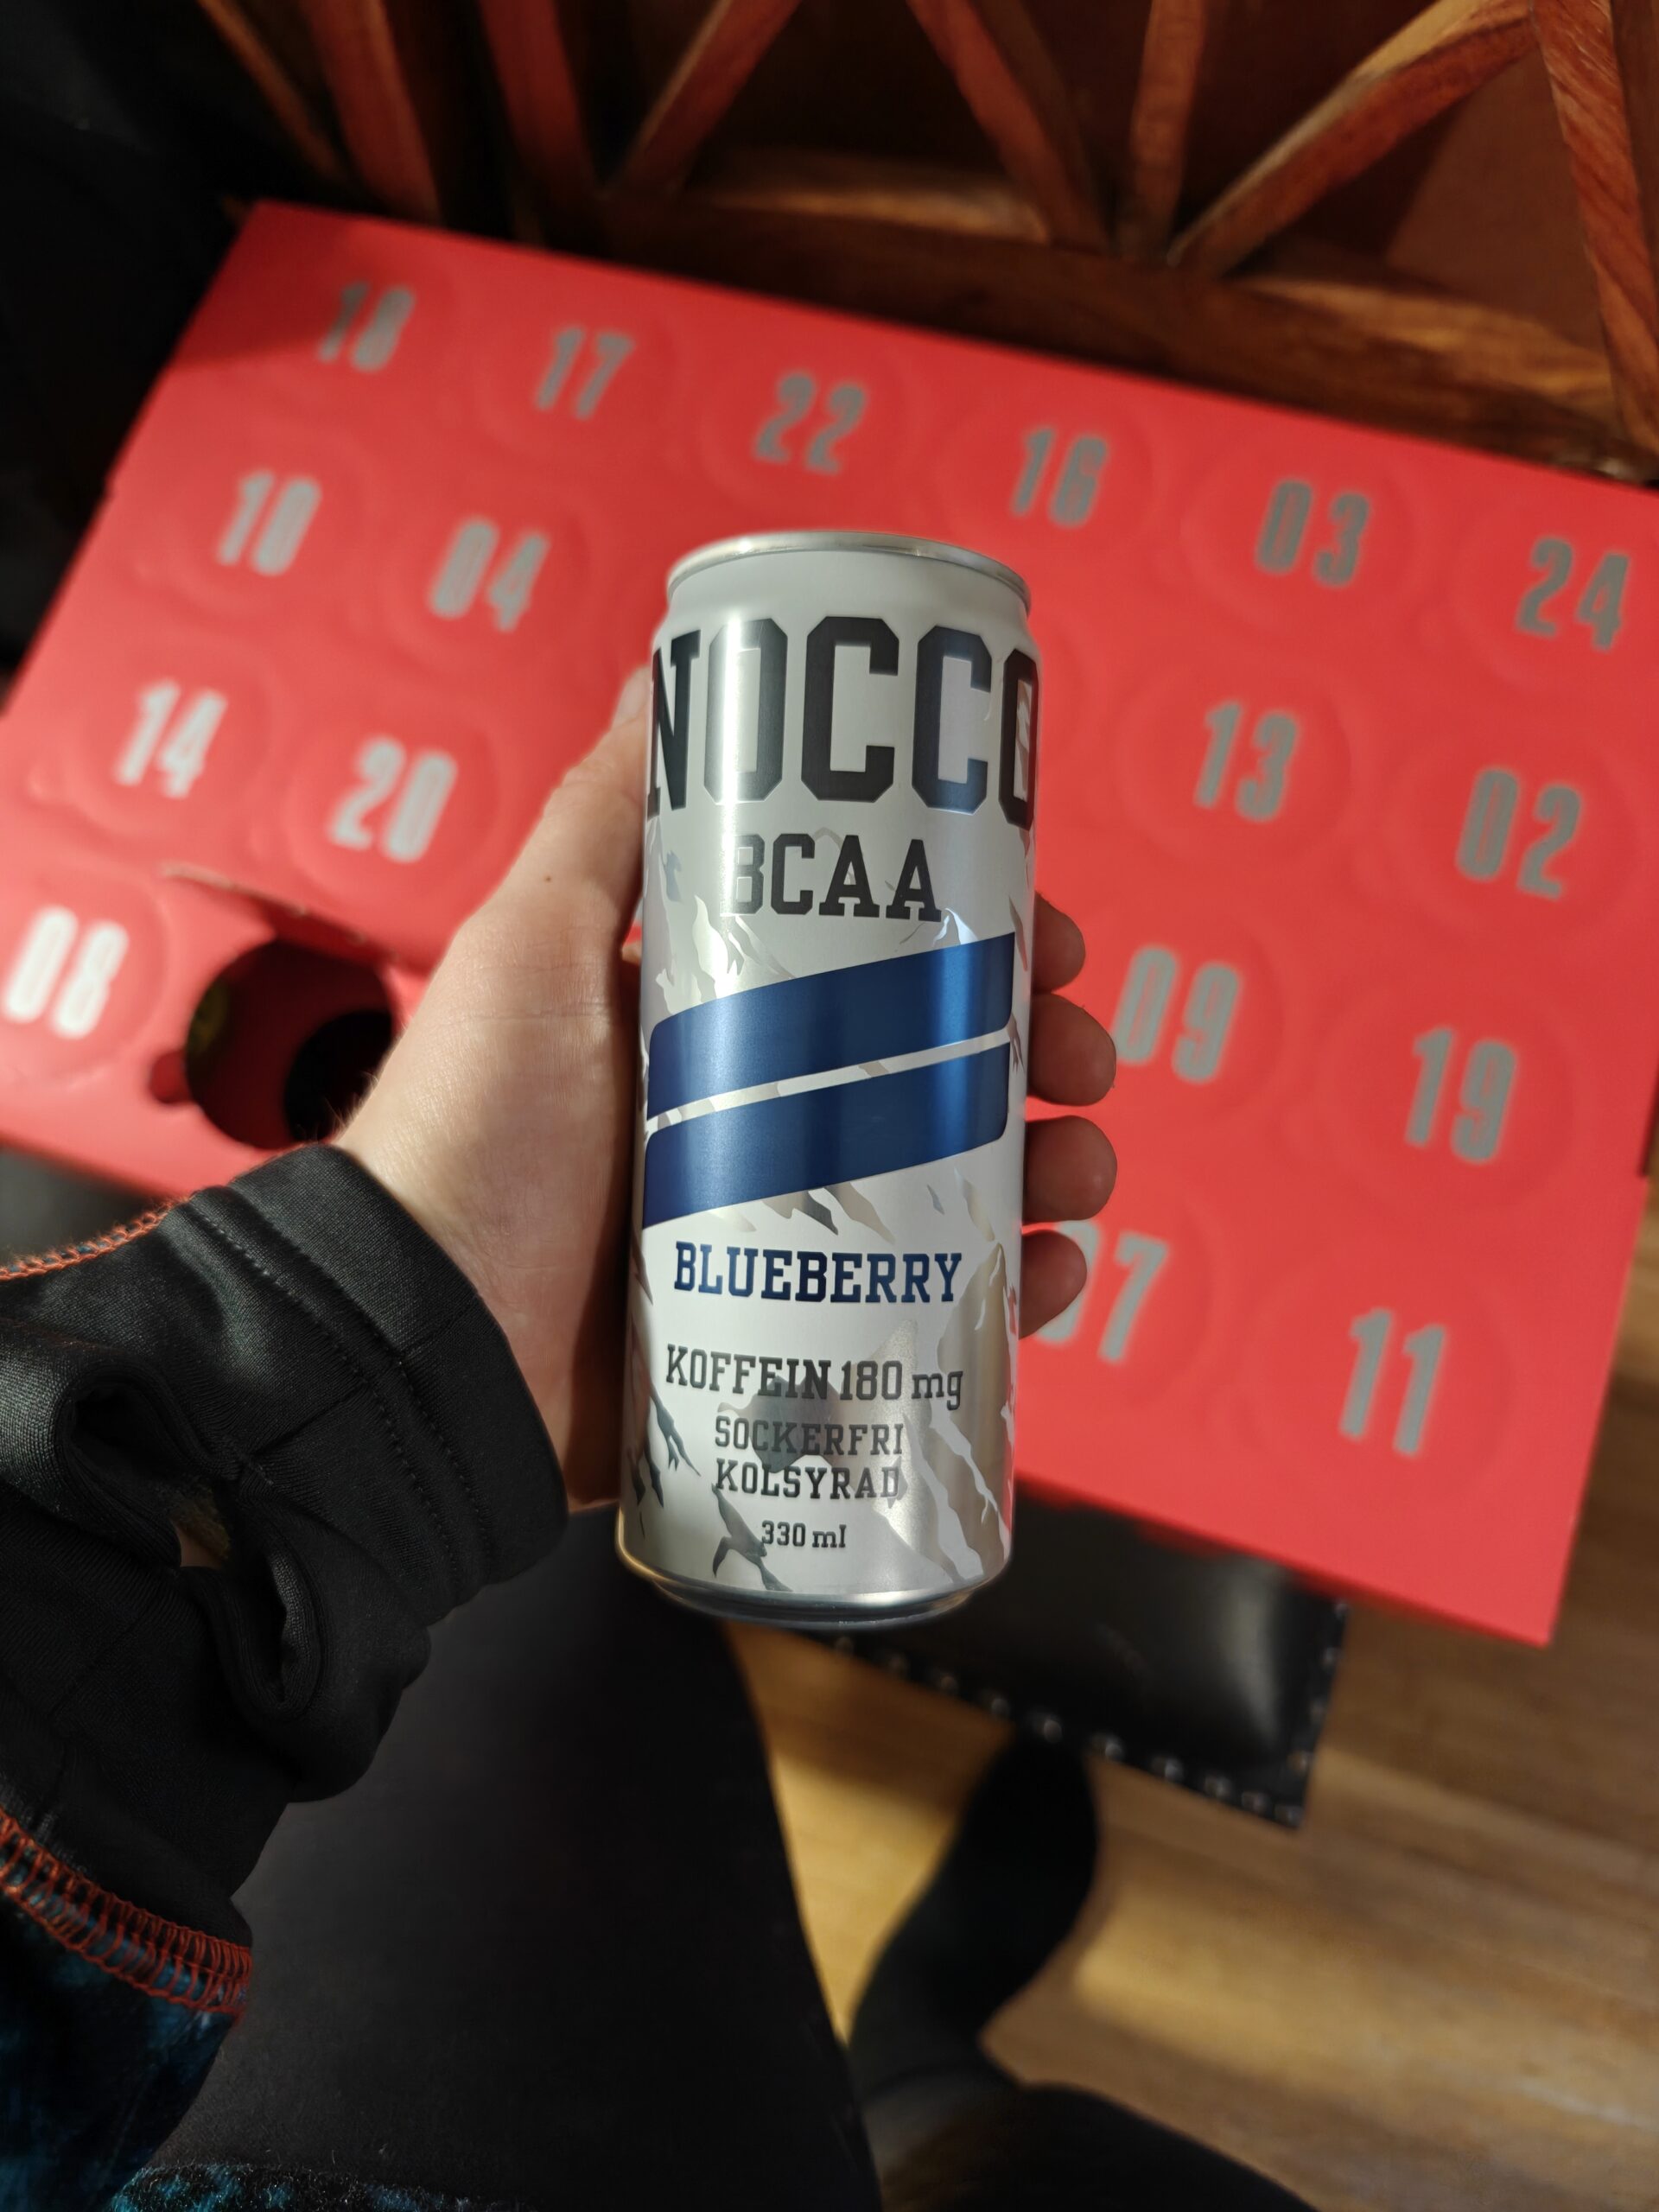 18 17 22 16 03 24
10 04 13 02
14 20 09 19
08 07 11
NOCCO
BCAA
BLUEBERRY
KOFFEIN 180 mg
SOCKERFRI
KOLSYRAD
330 ml